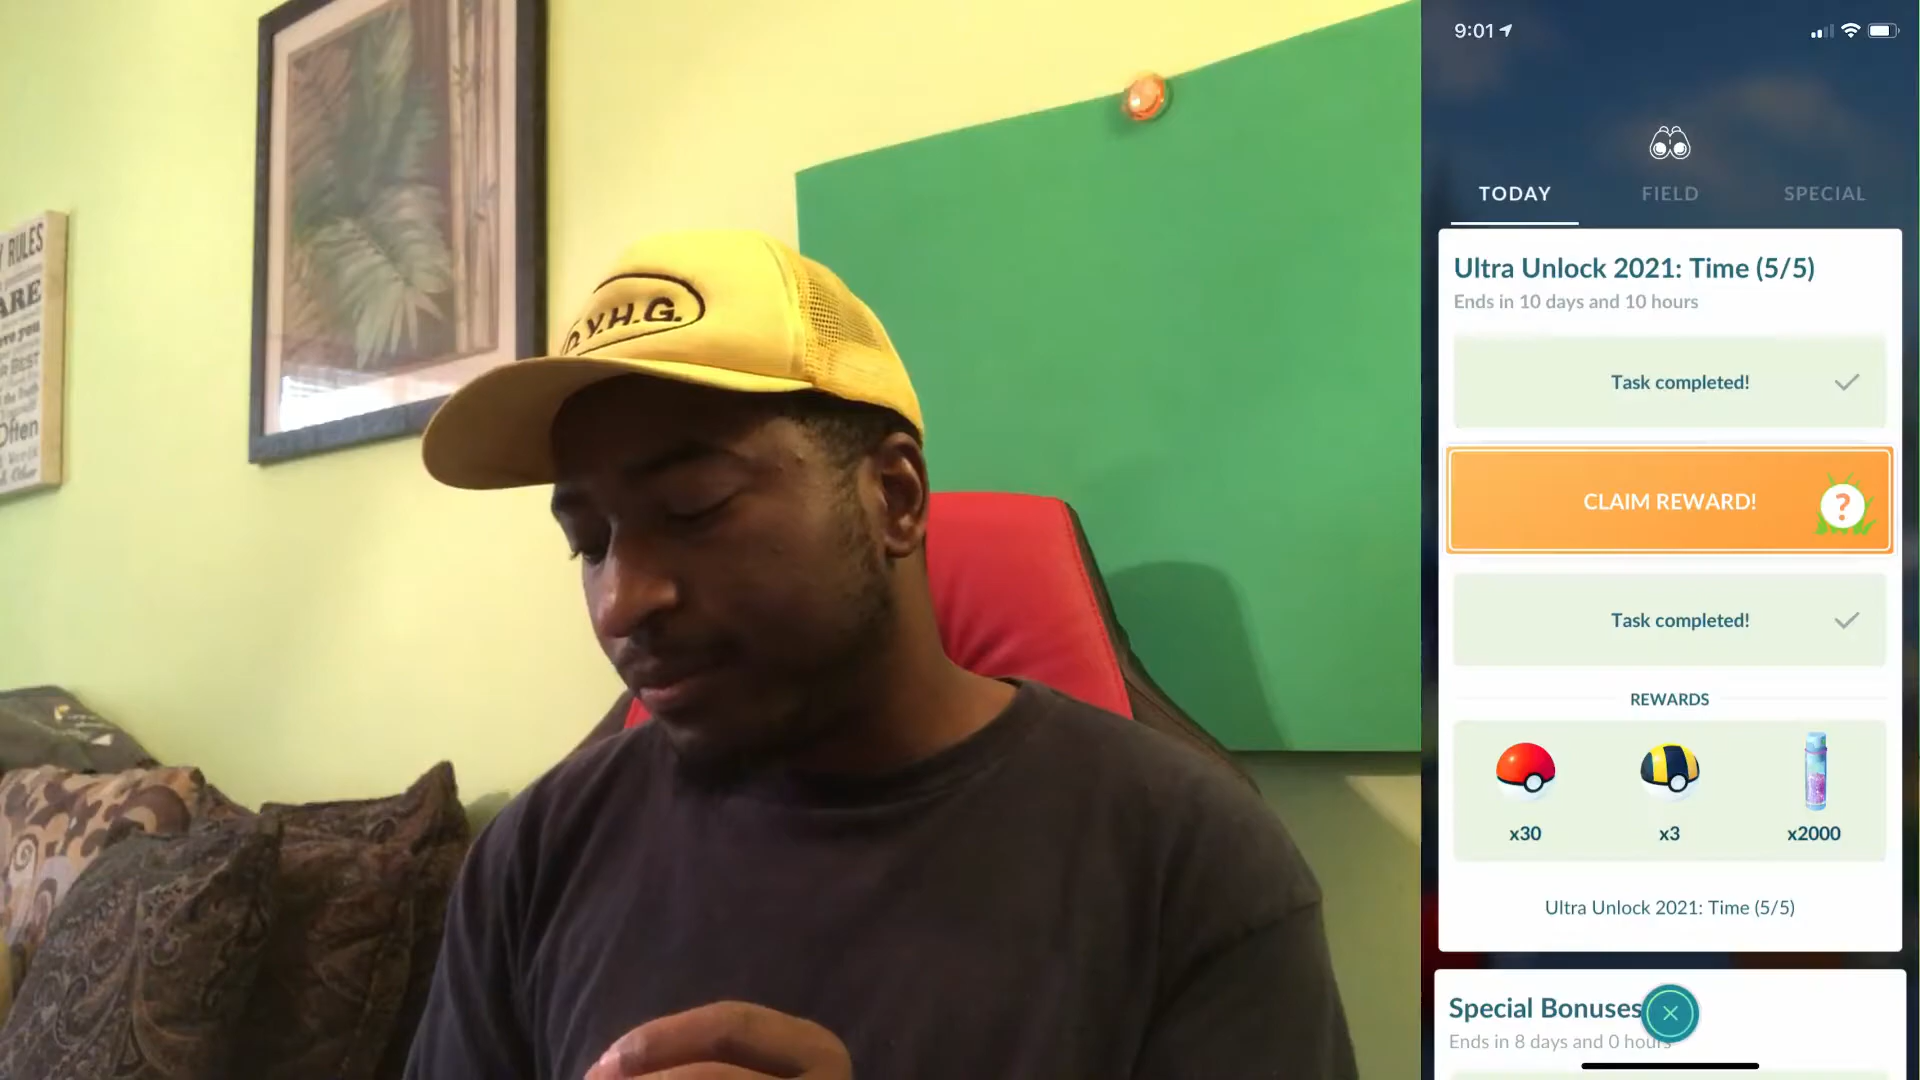 RULES
ARE
BEST
Often
Other
Y.H.G.
9:01
TODAY
FIELD
SPECIAL
Ultra Unlock 2021: Time (5/5)
Ends in 10 days and 10 hours
Task completed!
CLAIM REWARD!
?
Task completed!
REWARDS
x30
x3
x2000
Ultra Unlock 2021: Time (5/5)
Special Bonuses
Ends in 8 days and 0 hours